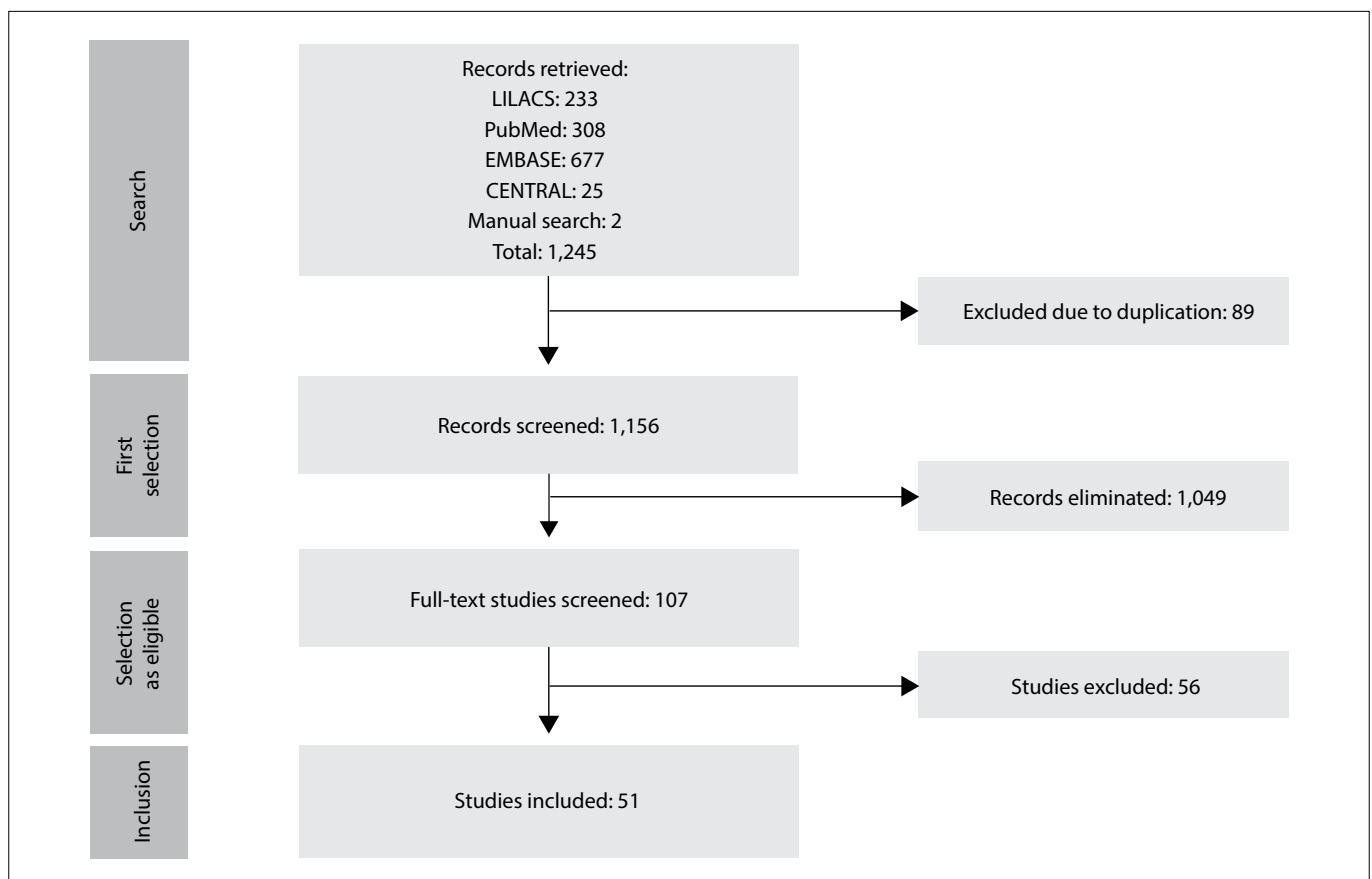 Search
Records retrieved:
LILACS: 233
PubMed: 308
EMBASE: 677
CENTRAL: 25
Manual search: 2
Total: 1,245
Excluded due to duplication: 89
First
selection
Records screened: 1,156
Records eliminated: 1,049
Selection
as eligible
Full-text studies screened: 107
Studies excluded: 56
Inclusion
Studies included: 51